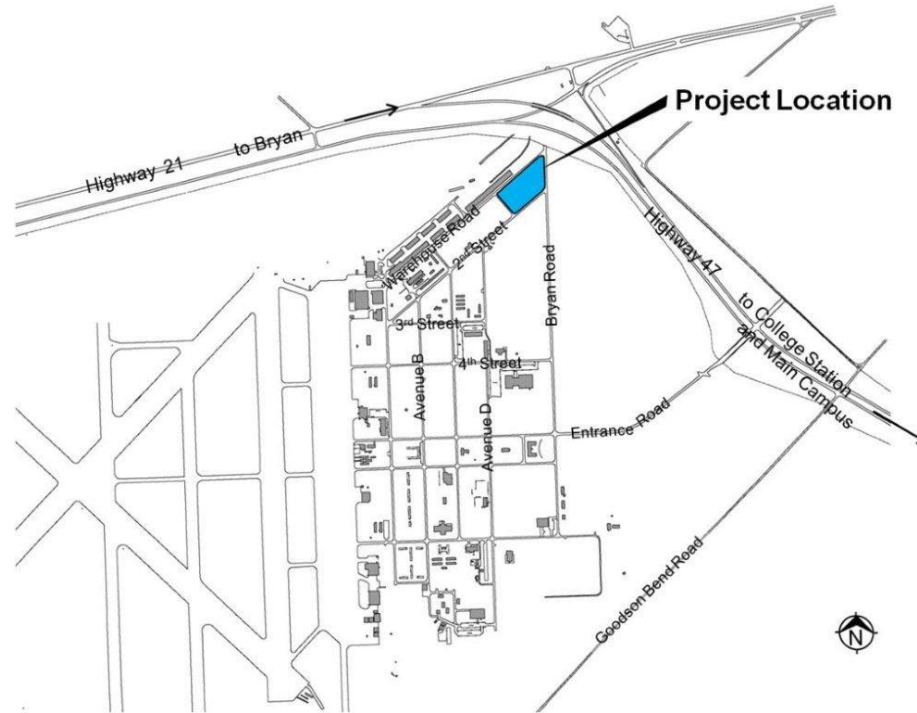 Project Location
Highway 21
to Bryan
Warehouse Road
2nd Street
Highway 47
Bryan Road
to College Station
and Main Campus
3rd Street
Avenue B
4th Street
Avenue D
Entrance Road
Goodson Bend Road
N